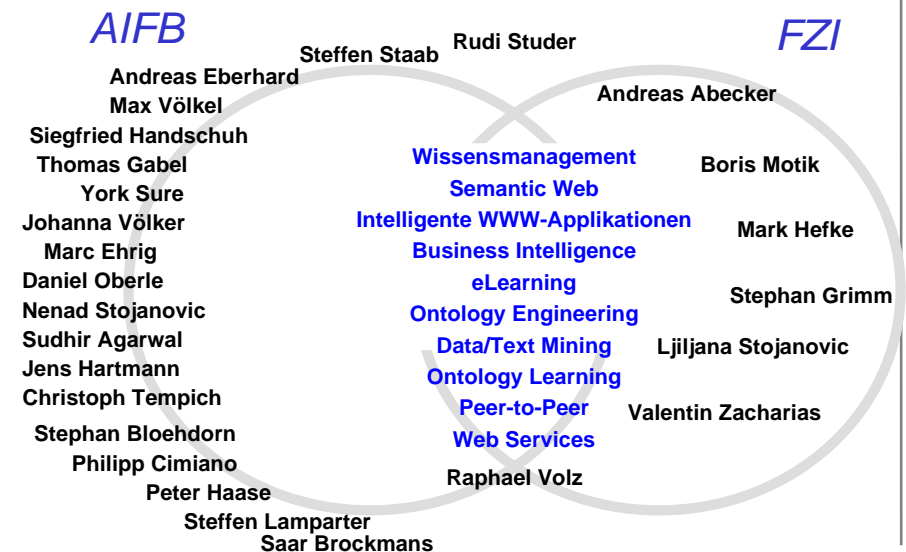 AIFB
FZI
Steffen Staab
Rudi Studer
Andreas Eberhard
Max Völkel
Siegfried Handschuh
Thomas Gabel
York Sure
Johanna Völker
Marc Ehrig
Daniel Oberle
Nenad Stojanovic
Sudhir Agarwal
Jens Hartmann
Christoph Tempich
Stephan Bloehdorn
Philipp Cimiano
Peter Haase
Steffen Lamparter
Saar Brockmans
Wissensmanagement
Semantic Web
Intelligente WWW-Applikationen
Business Intelligence
eLearning
Ontology Engineering
Data/Text Mining
Ontology Learning
Peer-to-Peer
Web Services
Raphael Volz
Andreas Abecker
Boris Motik
Mark Hefke
Stephan Grimm
Ljiljana Stojanovic
Valentin Zacharias